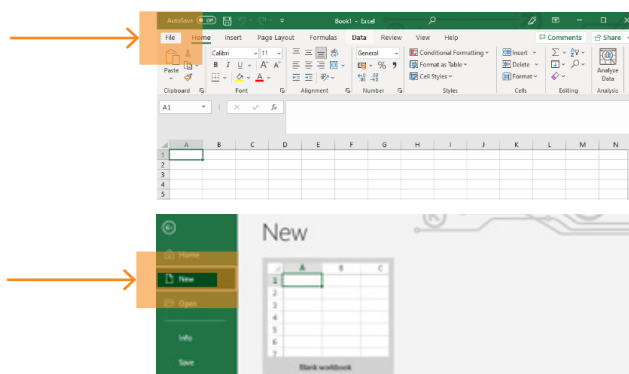 AutoSave Off Book1 - Excel
File Home Insert Page Layout Formulas Data Review View Help Comments Share
Calibri 11 General Conditional Formatting Insert
Paste B I U A A % 9 Format as Table Delete Analyze
A Cell Styles Format Data
Clipboard Font Alignment Number Styles Cells Editing Analysis
A1 fx
A B C D E F G H I J K L M N
1
2
3
4
5
New
Home
New
Open
Info
Save
A B C
1
2
3
4
5
6
7
Blank workbook